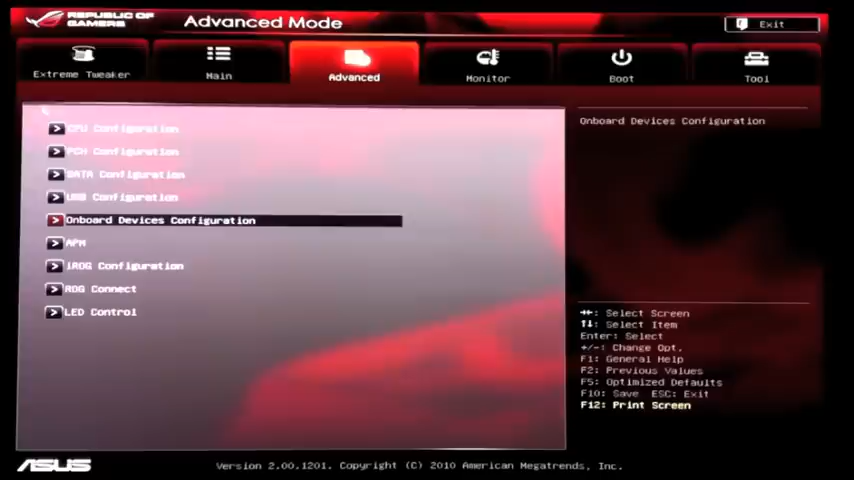 REPUBLIC OF
GAMERS
Advanced Mode
Exit
Extreme Tweaker
Main
Advanced
Monitor
Boot
Tool
CPU Configuration
PCH Configuration
SATA Configuration
USB Configuration
Onboard Devices Configuration
APM
iROG Configuration
ROG Connect
LED Control
Onboard Devices Configuration
→←: Select Screen
↑↓: Select Item
Enter: Select
+/-: Change Opt.
F1: General Help
F2: Previous Values
F5: Optimized Defaults
F10: Save ESC: Exit
F12: Print Screen
ASUS
Version 2.00.1201. Copyright (C) 2010 American Megatrends, Inc.